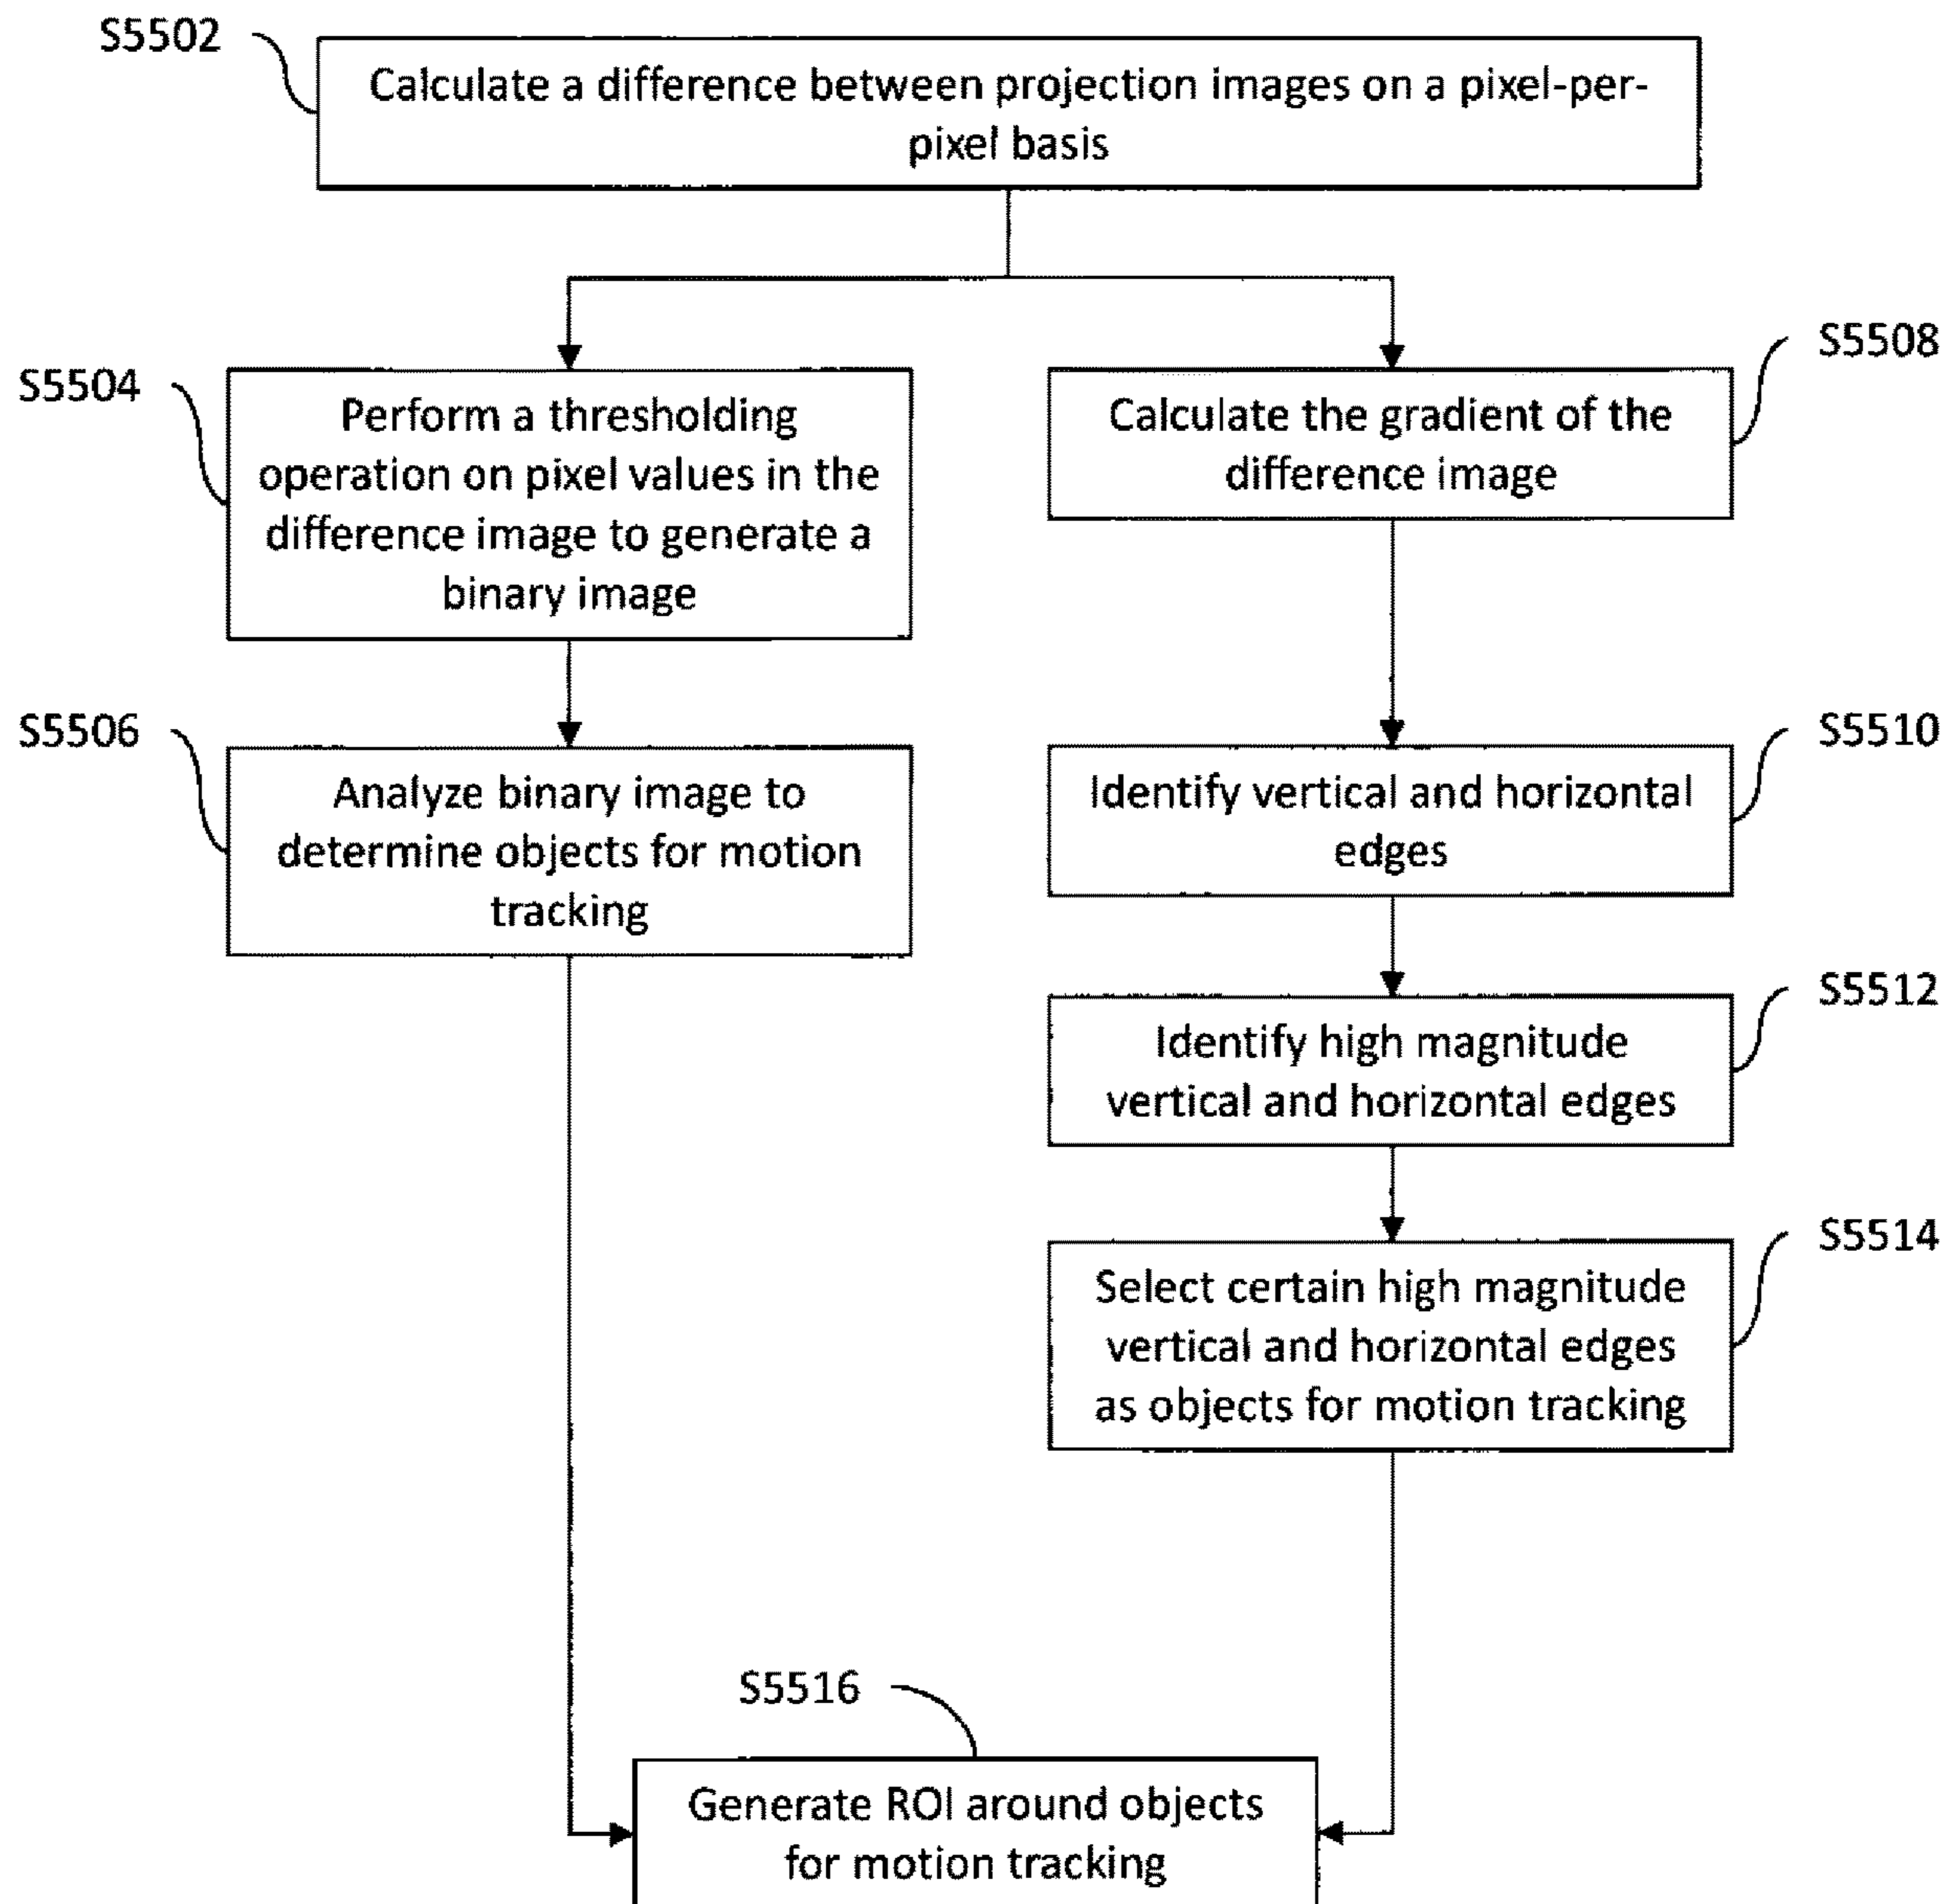 S5502
Calculate a difference between projection images on a pixel-per-
pixel basis
S5504
Perform a thresholding
operation on pixel values in the
difference image to generate a
binary image
S5508
Calculate the gradient of the
difference image
S5506
Analyze binary image to
determine objects for motion
tracking
S5510
Identify vertical and horizontal
edges
S5512
Identify high magnitude
vertical and horizontal edges
S5514
Select certain high magnitude
vertical and horizontal edges
as objects for motion tracking
S5516
Generate ROI around objects
for motion tracking